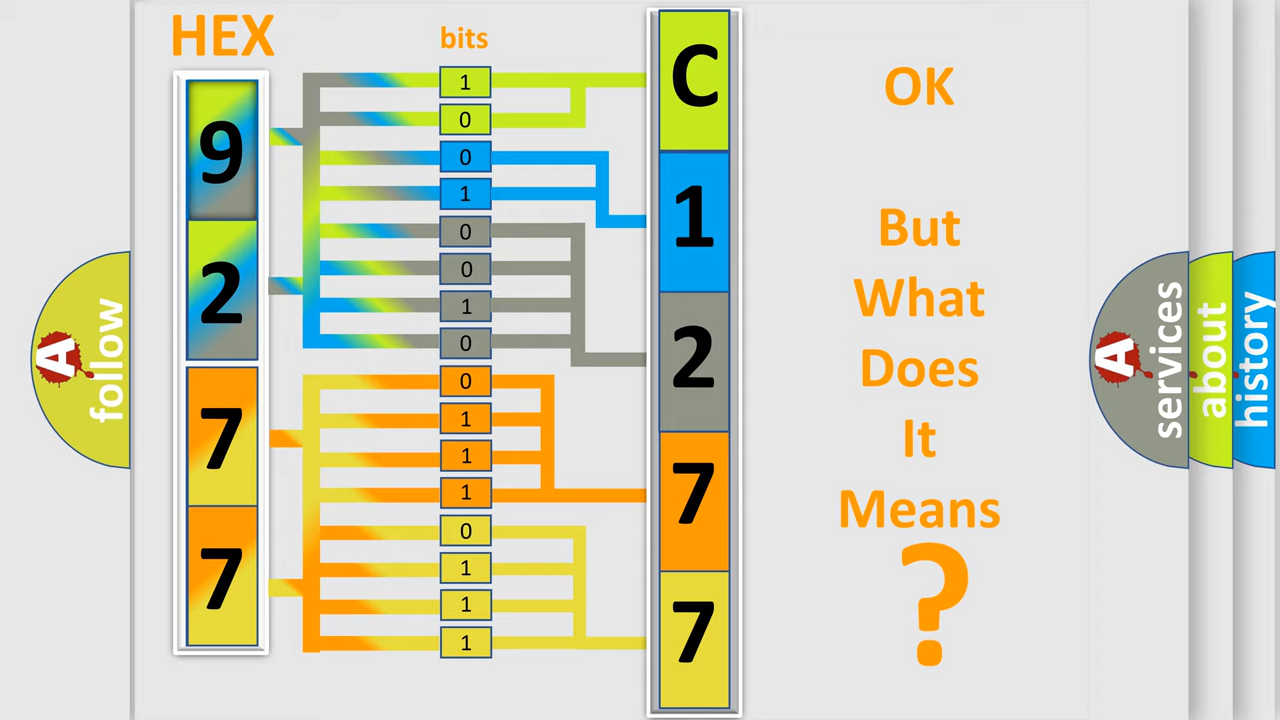 HEX
bits
9
2
7
7
1
0
0
1
0
0
1
0
0
1
1
1
0
1
1
1
C
1
2
7
7
OK
But
What
Does
It
Means
?
A
follow
A
services
about
history